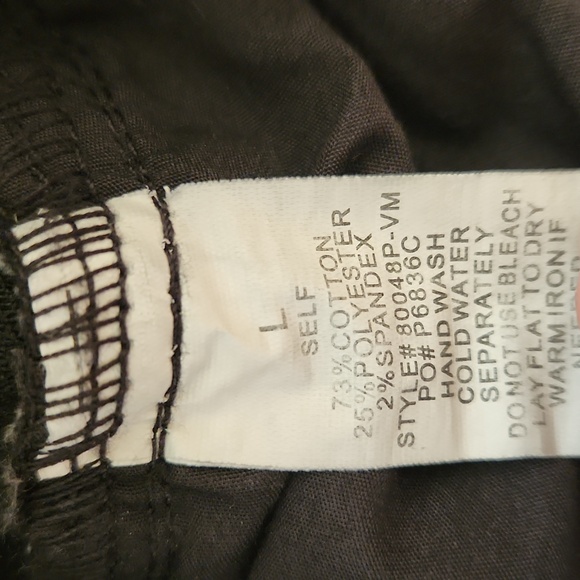 L
SELF
73%COTTON
25%POLYESTER
2%SPANDEX
STYLE# 80048P-VM
PO# P6836C
HAND WASH
COLD WATER
SEPARATELY
DO NOT USE BLEACH
LAY FLAT TO DRY
WARM IRON IF